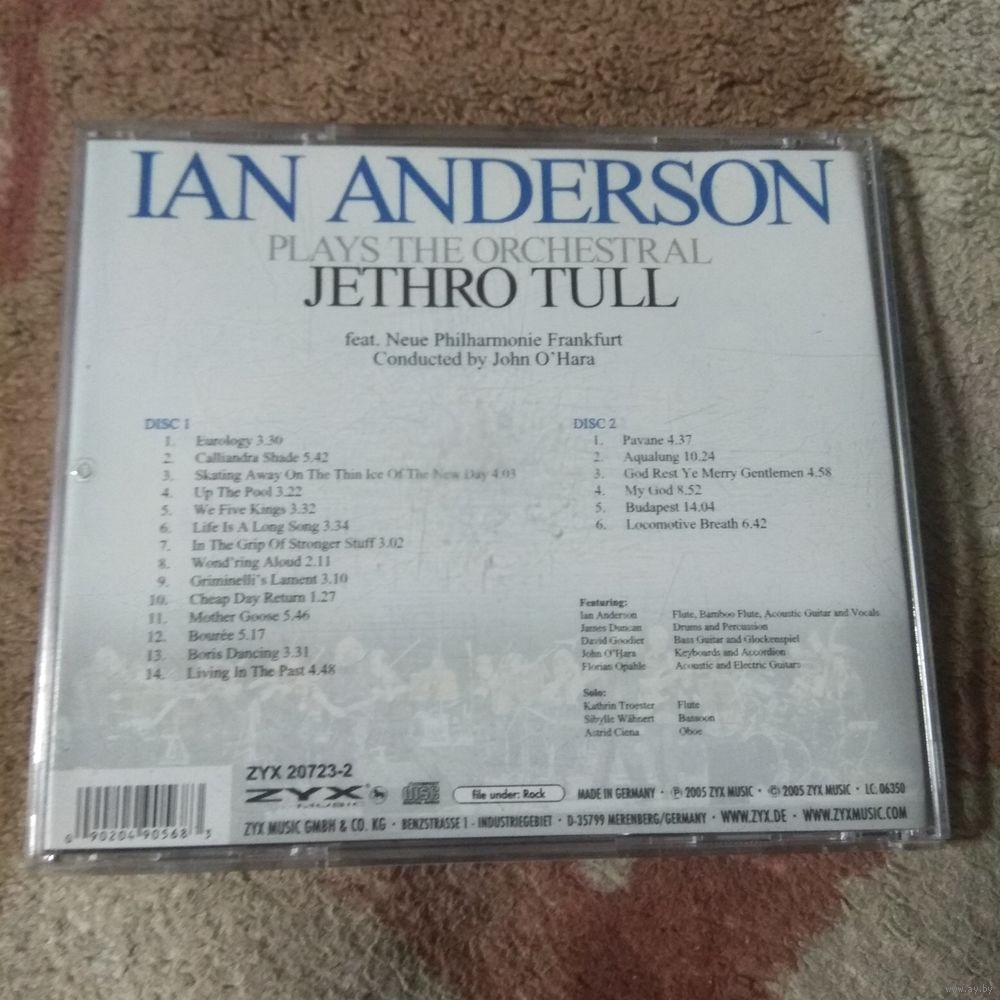 IAN ANDERSON
PLAYS THE ORCHESTRAL
JETHRO TULL
feat. Neue Philharmonie Frankfurt
Conducted by John O'Hara
DISC 1
1. Eurology 3.30
2. Calliandra Shade 5.42
3. Skating Away On The Thin Ice Of The New Day 4.03
4. Up The Pool 3.22
5. We Five Kings 3.32
6. Life Is A Long Song 3.34
7. In The Grip Of Stronger Stuff 3.02
8. Wond'ring Aloud 2.11
9. Griminelli's Lament 3.10
10. Cheap Day Return 1.27
11. Mother Goose 5.46
12. Bourée 5.17
13. Boris Dancing 3.31
14. Living In The Past 4.48
DISC 2
1. Pavane 4.37
2. Aqualung 10.24
3. God Rest Ye Merry Gentlemen 4.58
4. My God 8.52
5. Budapest 14.04
6. Locomotive Breath 6.42
Featuring:
Ian Anderson Flute, Bamboo Flute, Acoustic Guitar and Vocals
James Duncan Drums and Percussion
David Goodier Bass Guitar and Glockenspiel
John O'Hara Keyboards and Accordion
Florian Opahle Acoustic and Electric Guitars
Solo:
Kathrin Troester Flute
Sibylle Wähnert Bassoon
Astrid Ciena Oboe
6 90204 90568 3
ZYX 20723-2
ZYX MUSIC
disc
file under: Rock
MADE IN GERMANY · ℗ 2005 ZYX MUSIC · © 2005 ZYX MUSIC · LC. 06350
ZYX MUSIC GMBH & CO. KG · BENZSTRASSE 1 - INDUSTRIEGEBIET · D-35799 MERENBERG/GERMANY · WWW.ZYX.DE · WWW.ZYXMUSIC.COM
www.ay.by